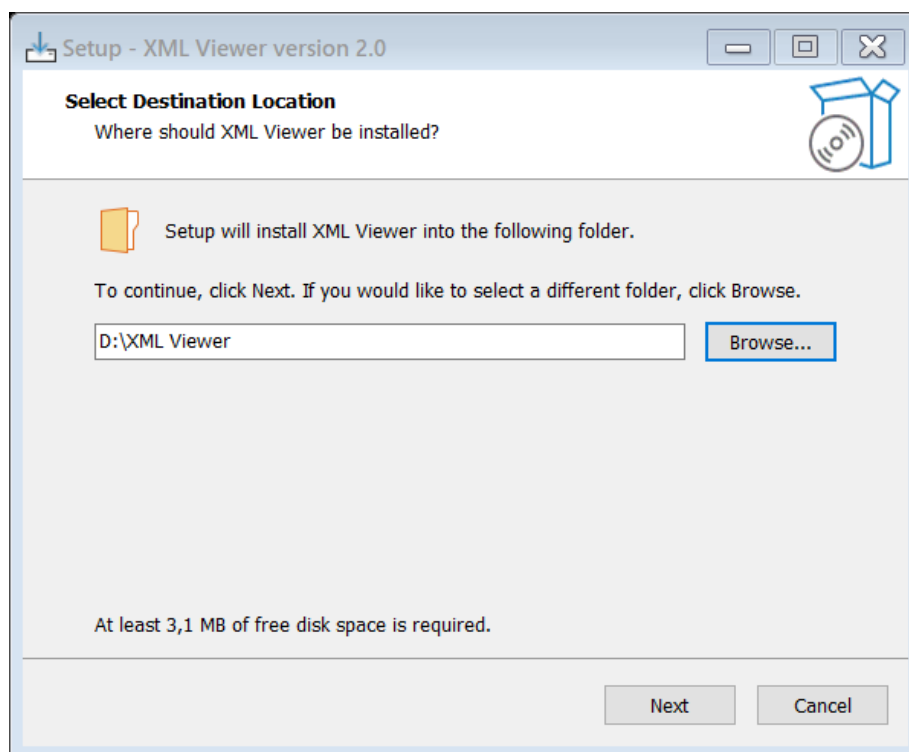 Setup - XML Viewer version 2.0
Select Destination Location
Where should XML Viewer be installed?
Setup will install XML Viewer into the following folder.
To continue, click Next. If you would like to select a different folder, click Browse.
D:\XML Viewer
Browse...
At least 3,1 MB of free disk space is required.
Next
Cancel